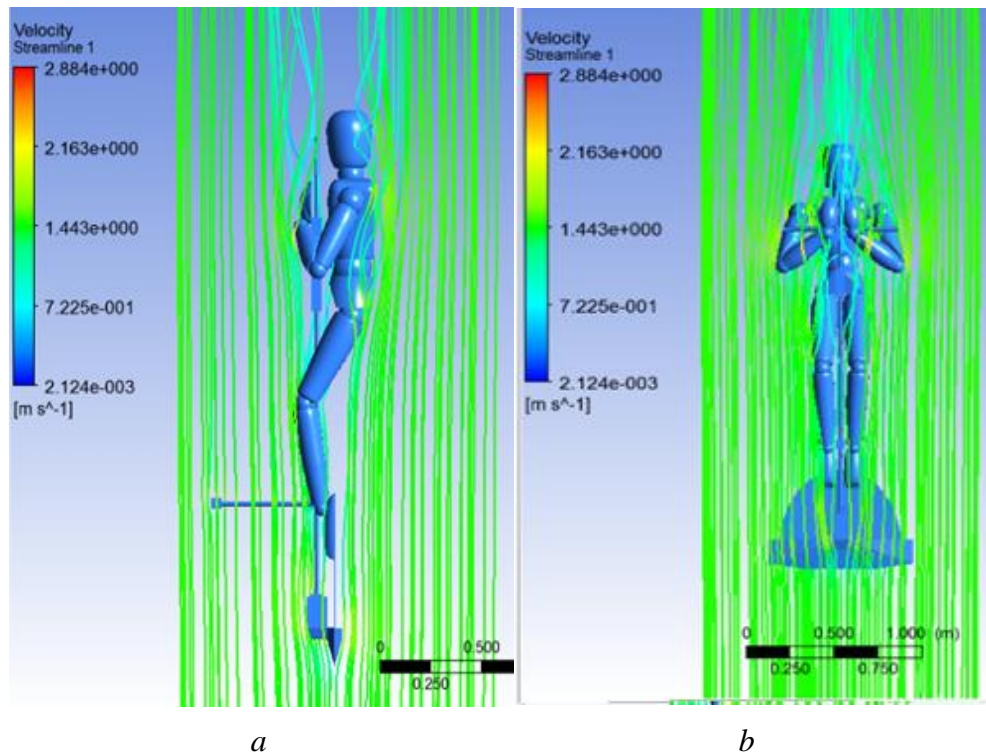 Velocity
Streamline 1
2.884e+000
2.163e+000
1.443e+000
7.225e-001
2.124e-003
[m s^-1]
0 0.500
0.250
Velocity
Streamline 1
2.884e+000
2.163e+000
1.443e+000
7.225e-001
2.124e-003
[m s^-1]
0 0.500 1.000 (m)
0.250 0.750
a b